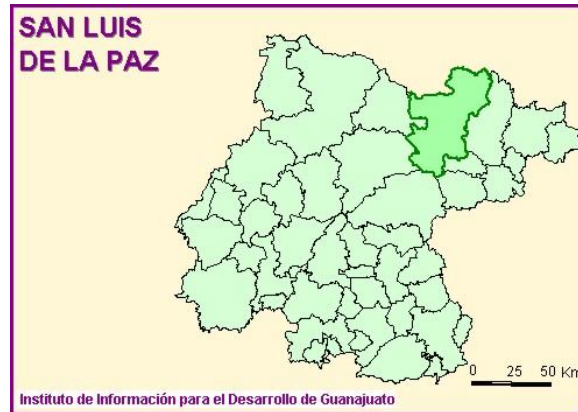 SAN LUIS
DE LA PAZ
0 25 50 Km
Instituto de Información para el Desarrollo de Guanajuato